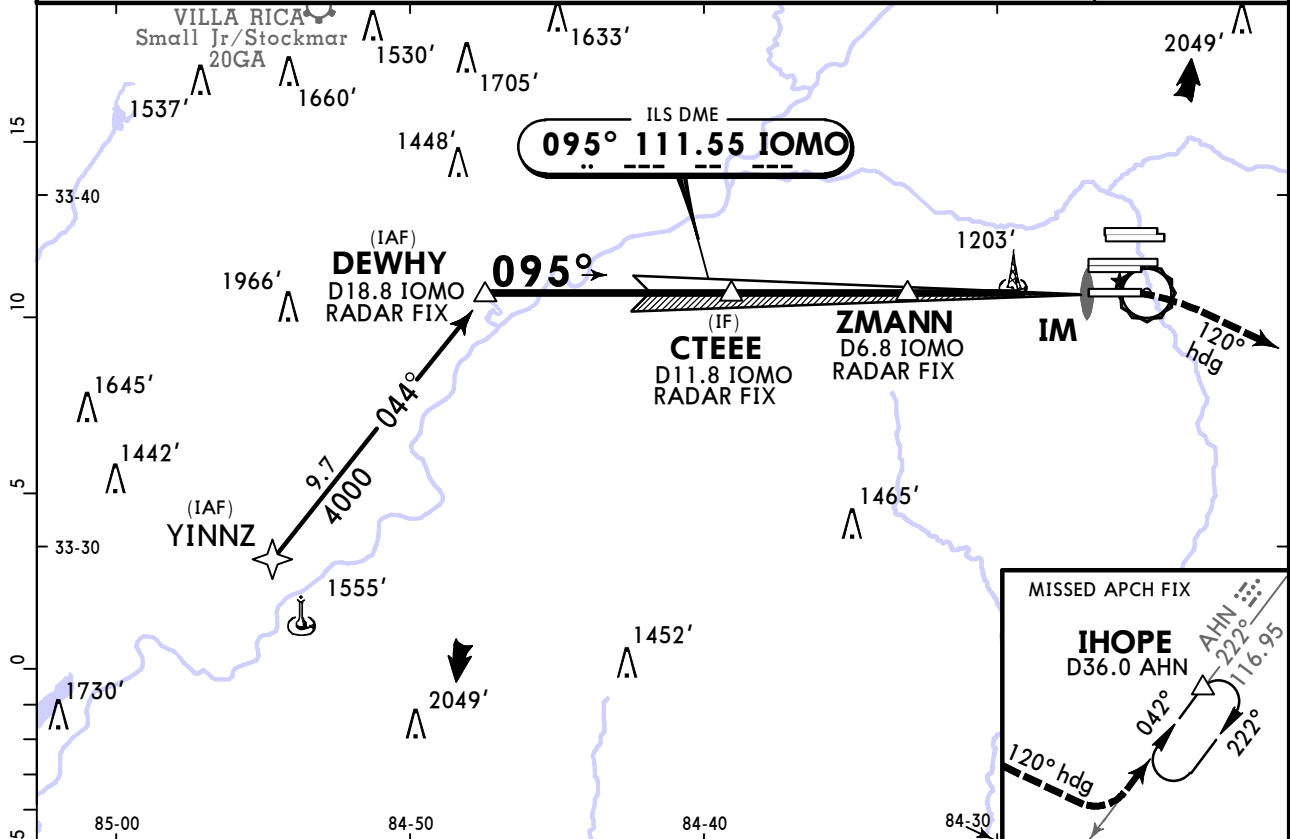 VILLA RICA
Small Jr/Stockmar
20GA
1530'
1633'
1705'
1660'
1537'
1448'
2049'
ILS DME
095° 111.55 IOMO
15
33-40
(IAF)
DEWHY
D18.8 IOMO
RADAR FIX
095°
1966'
1203'
10
(IF)
CTEEE
D11.8 IOMO
RADAR FIX
ZMANN
D6.8 IOMO
RADAR FIX
IM
120°
hdg
1645'
044°
1442'
9.7
4000
5
(IAF)
YINNZ
1465'
33-30
1555'
1452'
0
1730'
2049'
MISSED APCH FIX
IHOPE
D36.0 AHN
AHN
222°
116.95
042°
222°
120° hdg
5
85-00
84-50
84-40
84-30